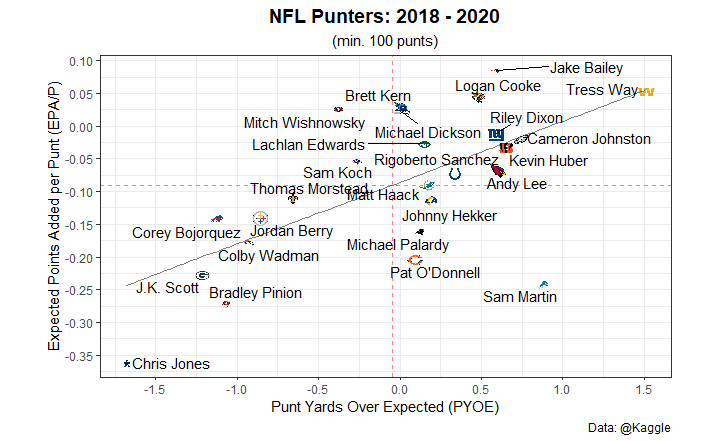 NFL Punters: 2018 - 2020
(min. 100 punts)
Expected Points Added per Punt (EPA/P)
0.10
0.05
0.00
-0.05
-0.10
-0.15
-0.20
-0.25
-0.30
-0.35
Jake Bailey
Logan Cooke
Tress Way
Brett Kern
Mitch Wishnowsky
Michael Dickson
Riley Dixon
Cameron Johnston
Lachlan Edwards
Rigoberto Sanchez
Kevin Huber
Sam Koch
Andy Lee
Thomas Morstead
Matt Haack
Johnny Hekker
Corey Bojorquez
Jordan Berry
Michael Palardy
Colby Wadman
Pat O'Donnell
J.K. Scott
Bradley Pinion
Sam Martin
Chris Jones
-1.5
-1.0
-0.5
0.0
0.5
1.0
1.5
Punt Yards Over Expected (PYOE)
Data: @Kaggle